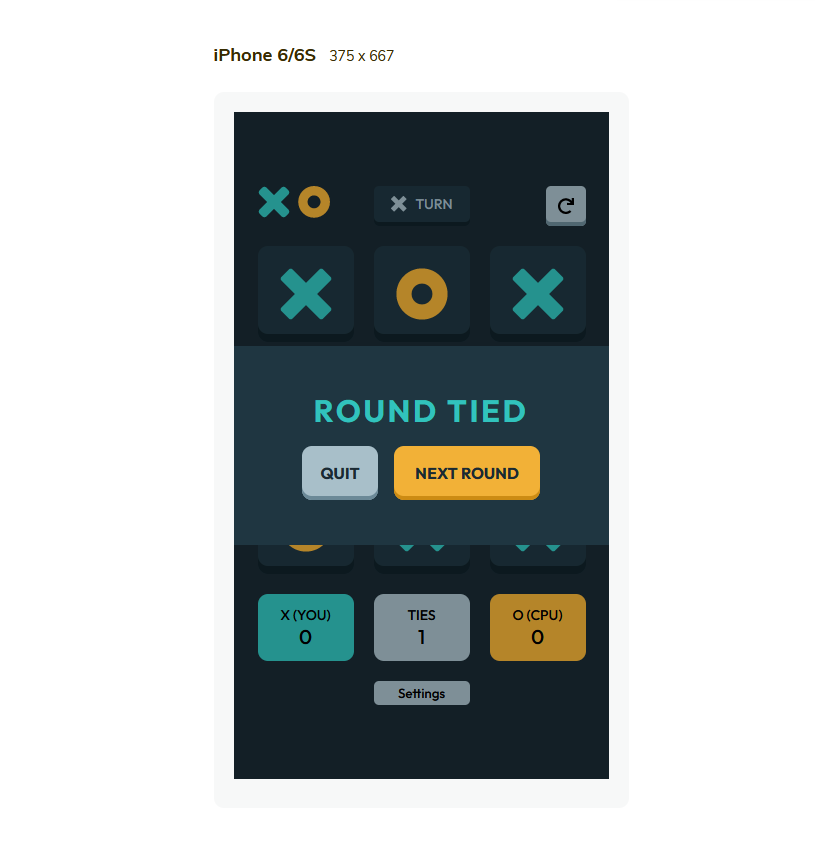 iPhone 6/6S 375 x 667
TURN
ROUND TIED
QUIT NEXT ROUND
X (YOU) TIES O (CPU)
0 1 0
Settings